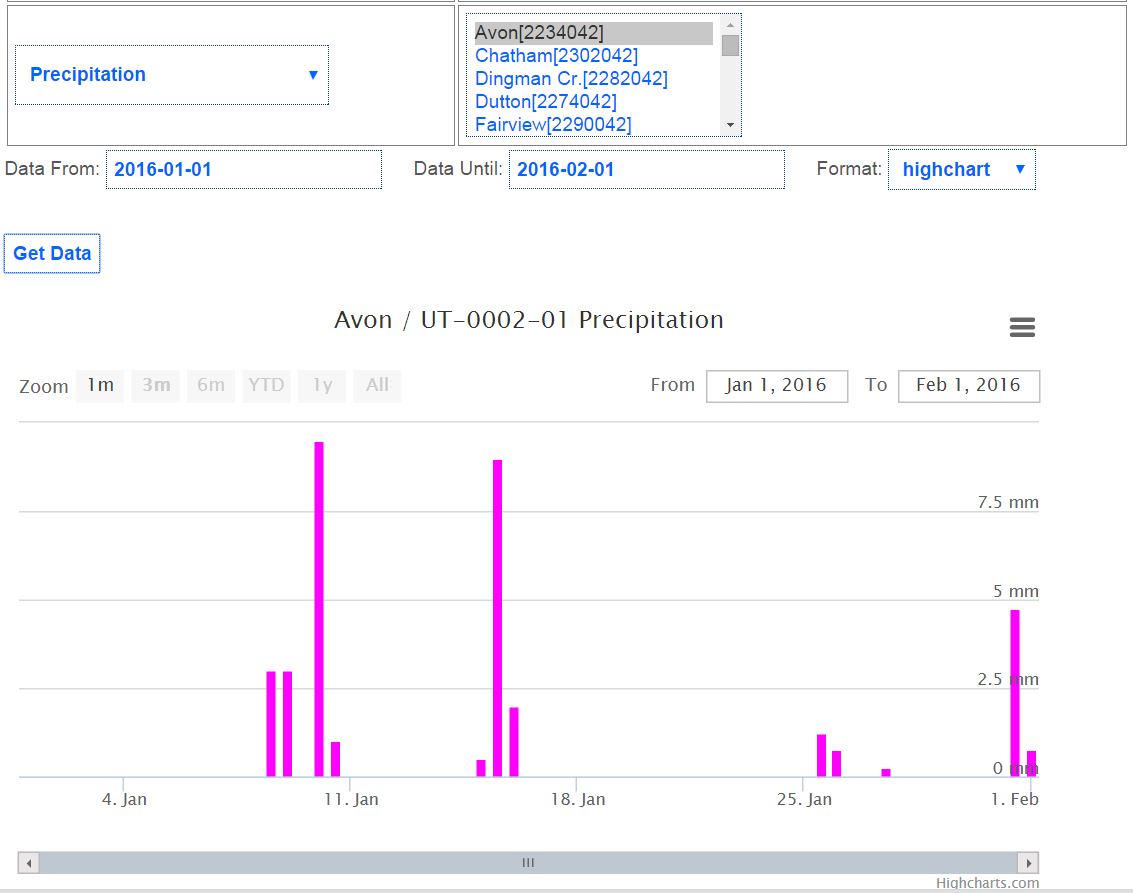 Precipitation
Avon[2234042]
Chatham[2302042]
Dingman Cr.[2282042]
Dutton[2274042]
Fairview[2290042]
Data From: 2016-01-01 Data Until: 2016-02-01 Format: highchart
Get Data
Avon / UT-0002-01 Precipitation
Zoom 1m 3m 6m YTD 1y All From Jan 1, 2016 To Feb 1, 2016
7.5 mm
5 mm
2.5 mm
0 mm
4. Jan 11. Jan 18. Jan 25. Jan 1. Feb
Highcharts.com